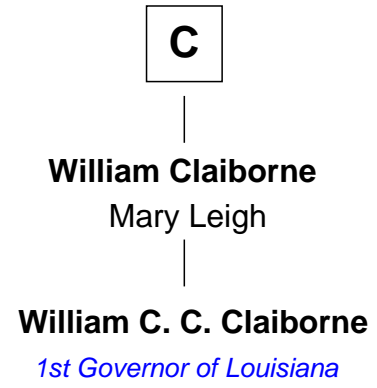 C
William Claiborne
Mary Leigh
William C. C. Claiborne
1st Governor of Louisiana